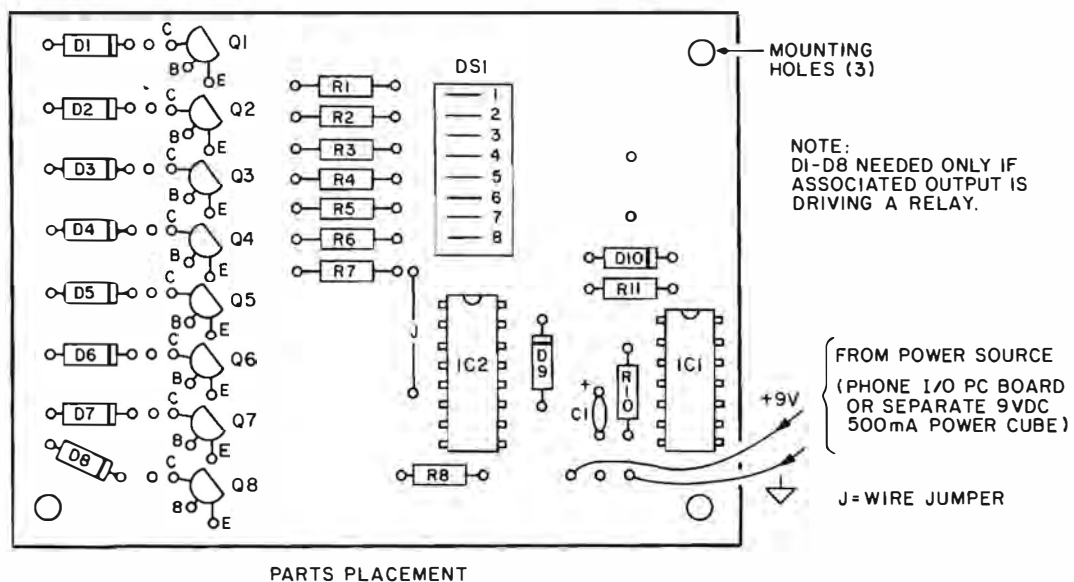 D1 C Q1 B E
D2 C Q2 B E
D3 C Q3 B E
D4 C Q4 B E
D5 C Q5 B E
D6 C Q6 B E
D7 C Q7 B E
D8 C Q8 B E
R1
R2
R3
R4
R5
R6
R7
J
R8
DS1
1
2
3
4
5
6
7
8
IC2
D9
D10
R11
+
C1
R10
IC1
MOUNTING
HOLES (3)
NOTE:
D1-D8 NEEDED ONLY IF
ASSOCIATED OUTPUT IS
DRIVING A RELAY.
+9V
FROM POWER SOURCE
(PHONE I/O PC BOARD
OR SEPARATE 9VDC
500mA POWER CUBE)
J=WIRE JUMPER
PARTS PLACEMENT